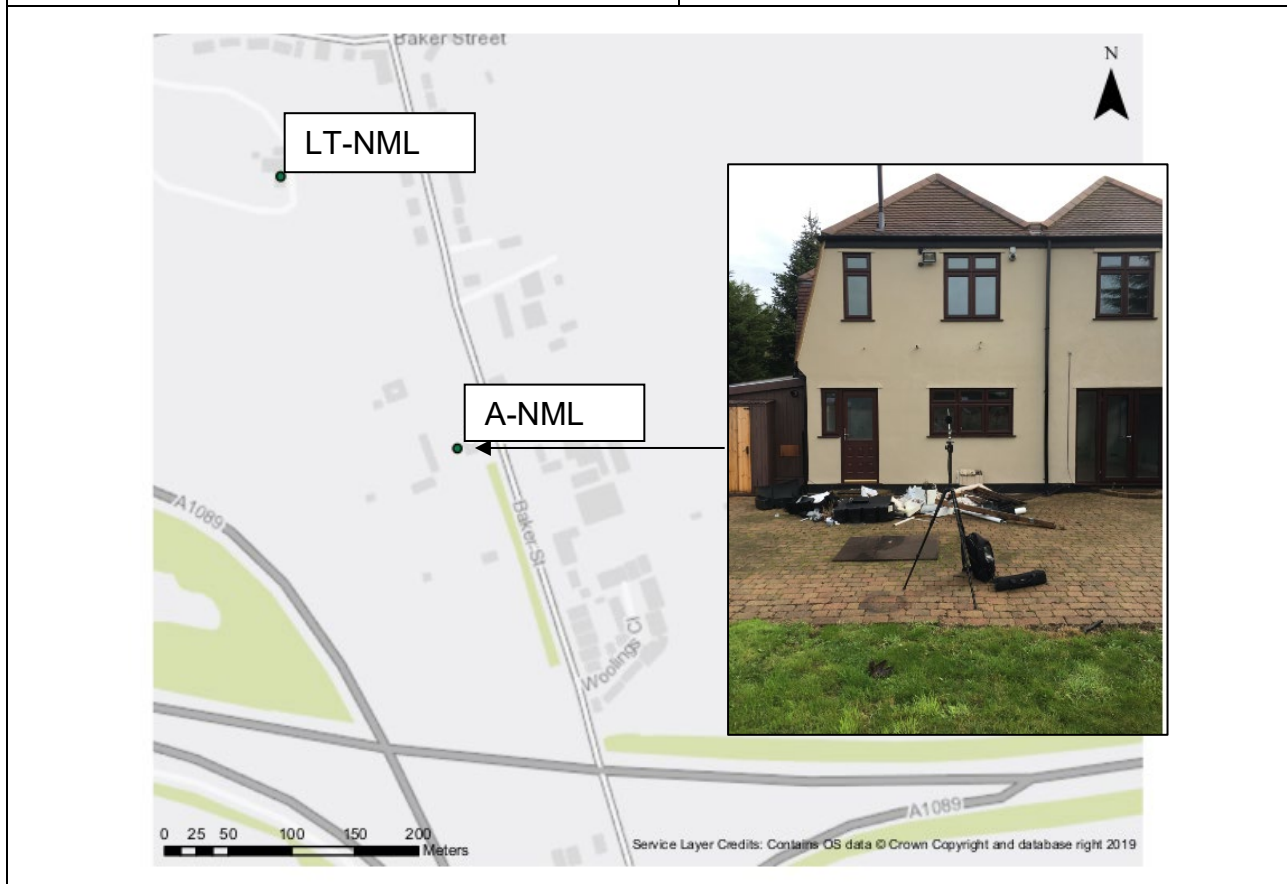 Baker Street
N
LT-NML
A-NML
A1089
Baker St
Woolings Cl
A1089
0 25 50 100 150 200
Meters
Service Layer Credits: Contains OS data © Crown Copyright and database right 2019